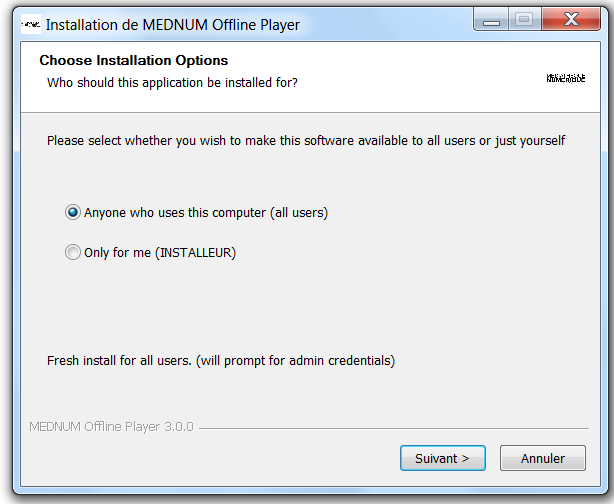 Installation de MEDNUM Offline Player
Choose Installation Options
Who should this application be installed for?
Please select whether you wish to make this software available to all users or just yourself
Anyone who uses this computer (all users)
Only for me (INSTALLEUR)
Fresh install for all users. (will prompt for admin credentials)
MEDNUM Offline Player 3.0.0
Suivant >
Annuler